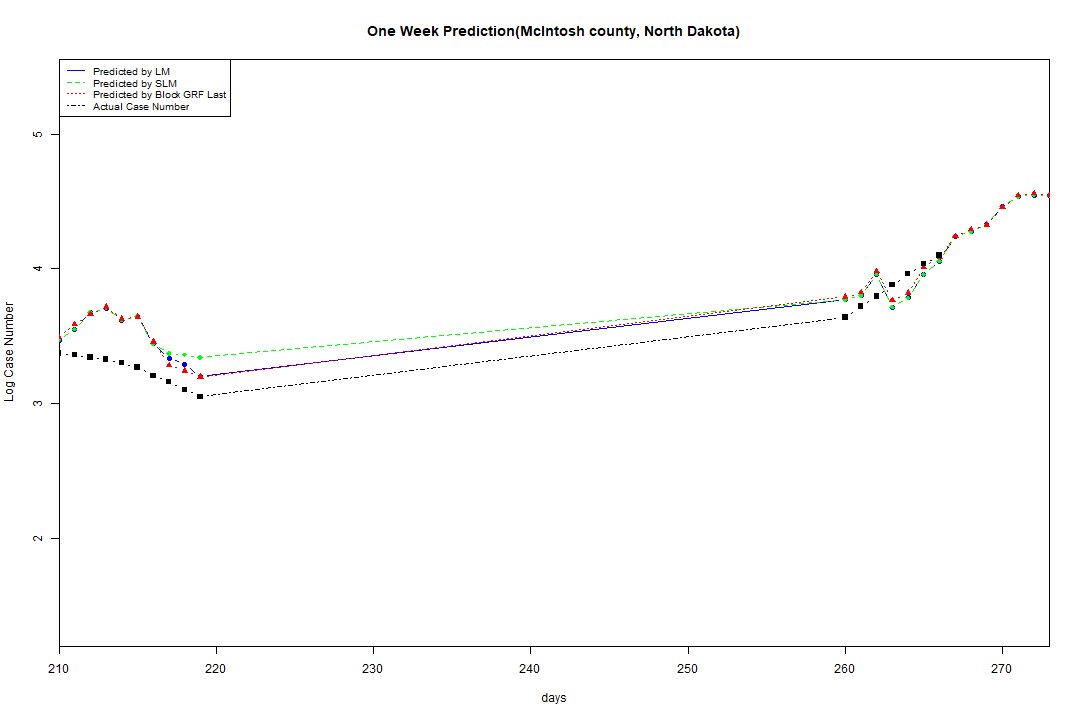 One Week Prediction(McIntosh county, North Dakota)
Predicted by LM
Predicted by SLM
Predicted by Block GRF Last
Actual Case Number
5
4
3
2
Log Case Number
210 220 230 240 250 260 270
days